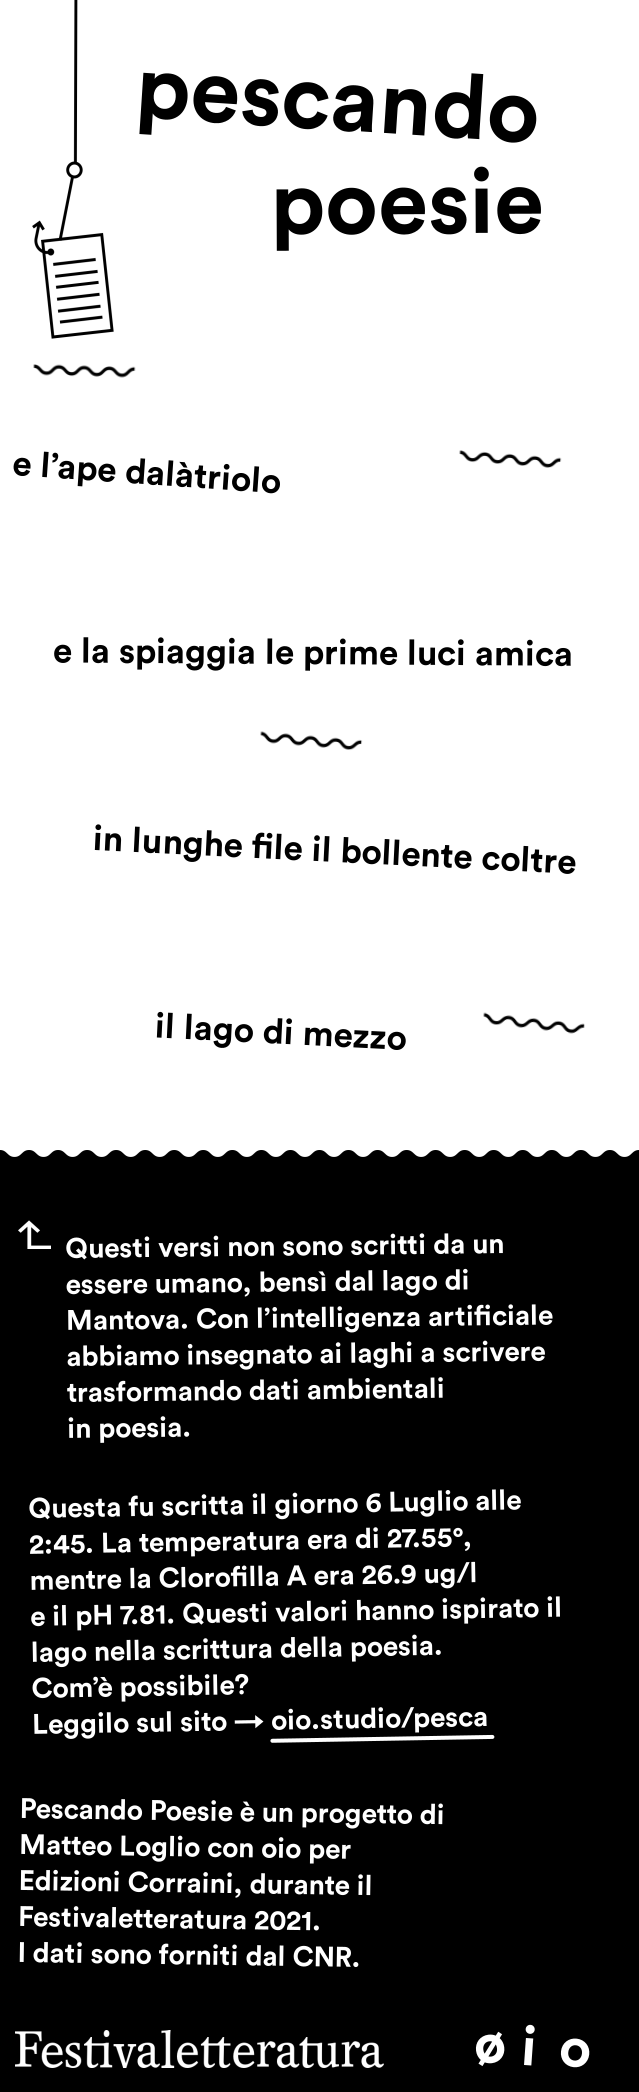 pescando
poesie
e l’ape dalàtriolo
e la spiaggia le prime luci amica
in lunghe file il bollente coltre
il lago di mezzo
Questi versi non sono scritti da un
essere umano, bensì dal lago di
Mantova. Con l’intelligenza artificiale
abbiamo insegnato ai laghi a scrivere
trasformando dati ambientali
in poesia.
Questa fu scritta il giorno 6 Luglio alle
2:45. La temperatura era di 27.55°,
mentre la Clorofilla A era 26.9 ug/l
e il pH 7.81. Questi valori hanno ispirato il
lago nella scrittura della poesia.
Com’è possibile?
Leggilo sul sito → oio.studio/pesca
Pescando Poesie è un progetto di
Matteo Loglio con oio per
Edizioni Corraini, durante il
Festivaletteratura 2021.
I dati sono forniti dal CNR.
Festivaletteratura øio